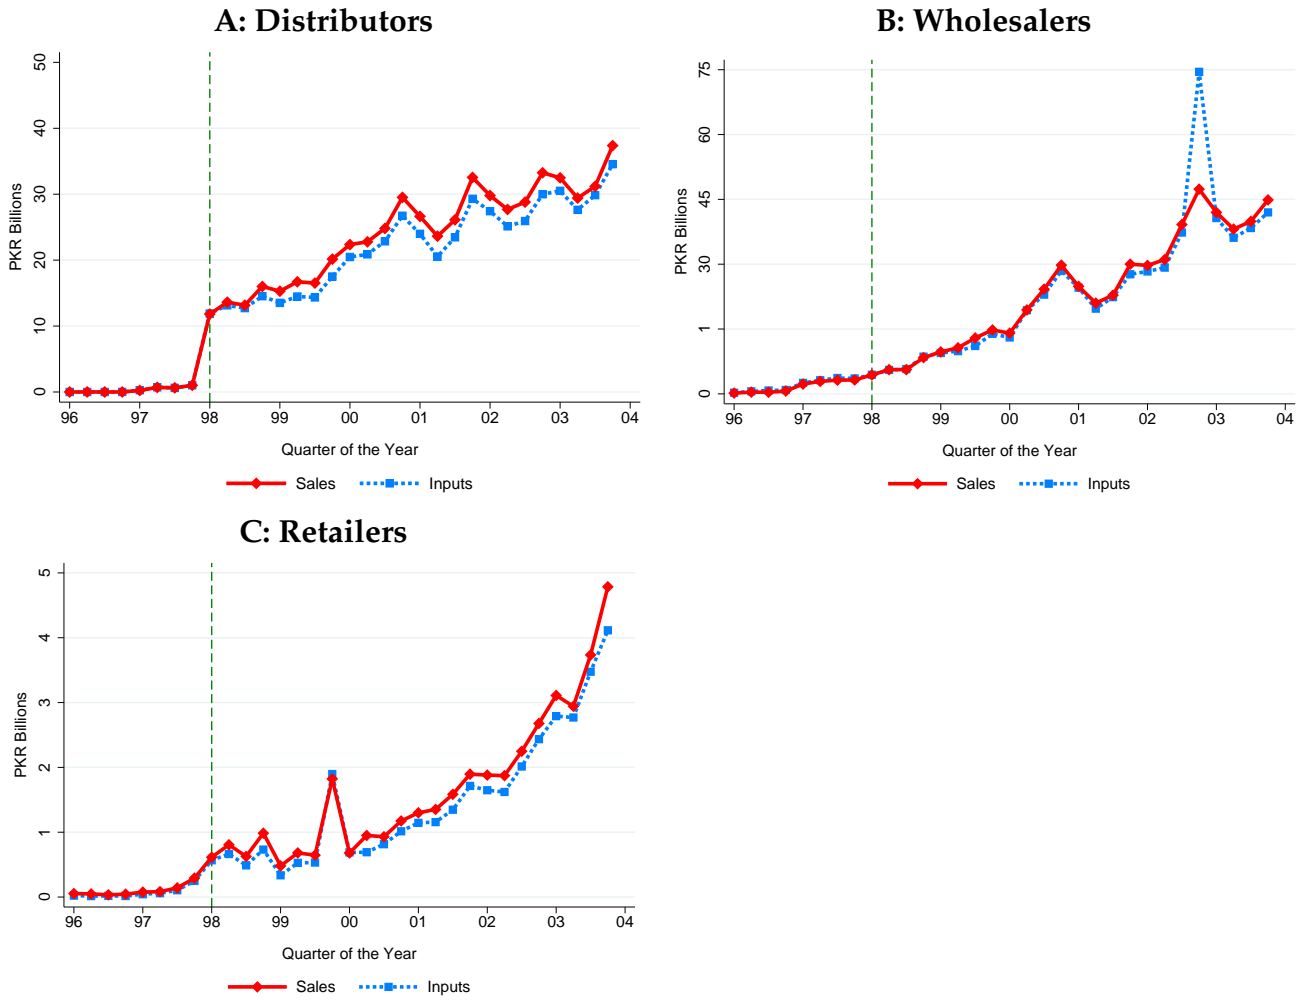 A: Distributors
PKR Billions
50
40
30
20
10
0
96 97 98 99 00 01 02 03 04
Quarter of the Year
Sales Inputs
B: Wholesalers
PKR Billions
75
60
45
30
1
0
96 97 98 99 00 01 02 03 04
Quarter of the Year
Sales Inputs
C: Retailers
PKR Billions
5
4
3
2
1
0
96 97 98 99 00 01 02 03 04
Quarter of the Year
Sales Inputs